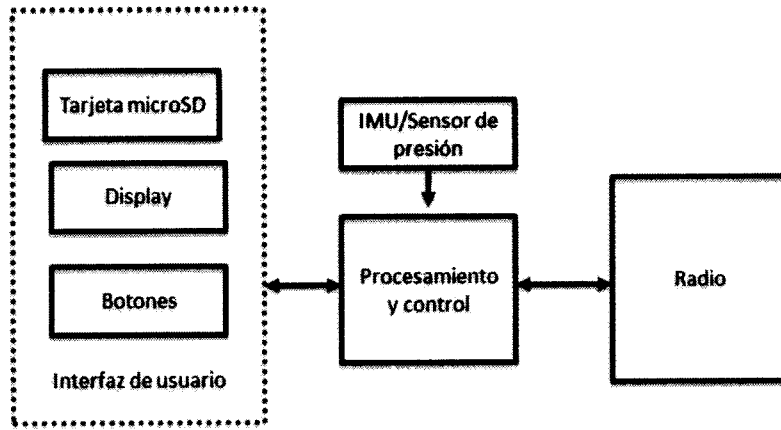 Tarjeta microSD
Display
Botones
Interfaz de usuario
IMU/Sensor de
presión
Procesamiento
y control
Radio